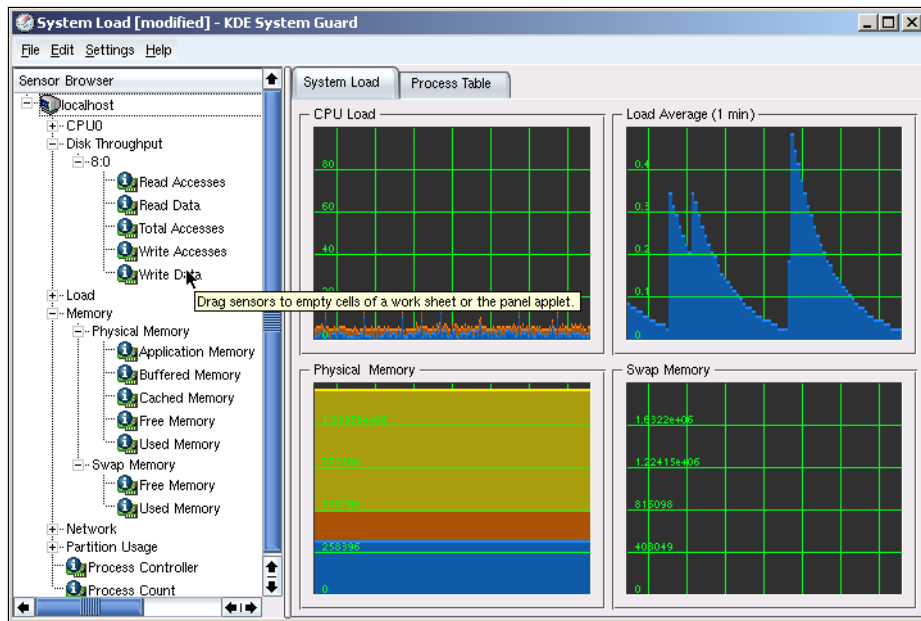 System Load [modified] - KDE System Guard
File Edit Settings Help
Sensor Browser
localhost
CPU0
Disk Throughput
8:0
Read Accesses
Read Data
Total Accesses
Write Accesses
Write Data
Drag sensors to empty cells of a work sheet or the panel applet.
Load
Memory
Physical Memory
Application Memory
Buffered Memory
Cached Memory
Free Memory
Used Memory
Swap Memory
Free Memory
Used Memory
Network
Partition Usage
Process Controller
Process Count
System Load Process Table
CPU Load
80
60
40
20
0
Load Average (1 min)
0.4
0.3
0.2
0.1
0
Physical Memory
258396
0
Swap Memory
1.6322e+06
1.22415e+06
816098
408049
0